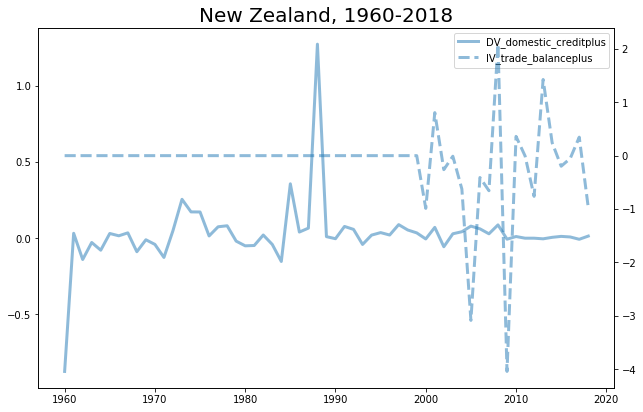 New Zealand, 1960-2018
DV_domestic_creditplus
IV_trade_balanceplus
1.0
0.5
0.0
−0.5
2
1
0
−1
−2
−3
−4
1960 1970 1980 1990 2000 2010 2020